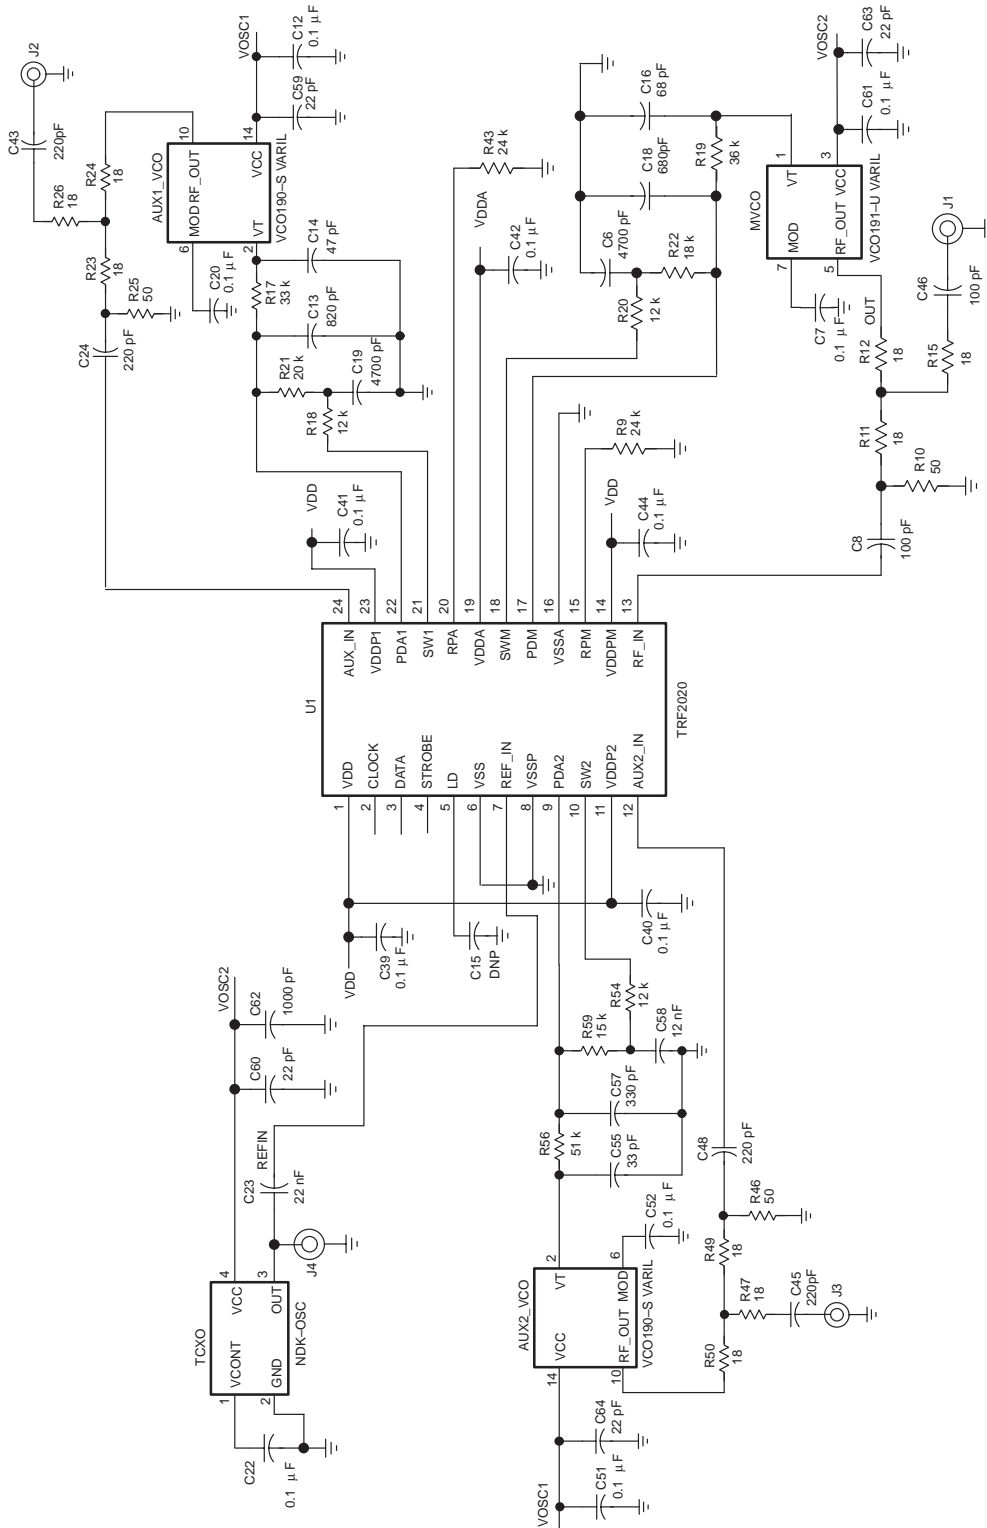 J2
C43
220pF
R26
18
R24
18
R23
18
R25
50
C24
220 pF
AUX1_VCO
10
14
MOD RF_OUT
VCC
VT
6
2
VCO190–S VARIL
VOSC1
C12
0.1 µF
C59
22 pF
C20
0.1 µF
R17
33 k
C14
47 pF
C13
820 pF
R21
20 k
C19
4700 pF
R18
12 k
VDD
C41
0.1 µF
R43
24 k
VDDA
C42
0.1 µF
C16
68 pF
C18
680pF
R19
36 k
C6
4700 pF
R22
18 k
R20
12 k
R9
24 k
VDD
C44
0.1 µF
MVCO
1
3
VT
VCC
MOD
RF_OUT
7
5
VCO191–U VARIL
VOSC2
C63
22 pF
C61
0.1 µF
C7
0.1 µF
OUT
R12
18
J1
C46
100 pF
R15
18
R11
18
R10
50
C8
100 pF
U1
24
AUX_IN
23
VDDP1
22
PDA1
21
SW1
20
RPA
19
VDDA
18
SWM
17
PDM
16
VSSA
15
RPM
14
VDDPM
13
RF_IN
1
VDD
2
CLOCK
3
DATA
4
STROBE
5
LD
6
VSS
7
REF_IN
8
VSSP
9
PDA2
10
SW2
11
VDDP2
12
AUX2_IN
TRF2020
VDD
C39
0.1 µF
C15
DNP
C40
0.1 µF
VOSC2
C62
1000 pF
C60
22 pF
REFIN
C23
22 nF
J4
TCXO
4
3
VCC
OUT
VCONT
GND
1
2
NDK–OSC
C22
0.1 µF
R54
12 k
R59
15 k
C58
12 nF
C57
330 pF
R56
51 k
C55
33 pF
C48
220 pF
R46
50
R49
18
R47
18
C45
220pF
J3
R50
18
AUX2_VCO
2
6
VT
VCC
RF_OUT MOD
14
10
VCO190–S VARIL
C52
0.1 µF
C64
22 pF
C51
0.1 µF
VOSC1